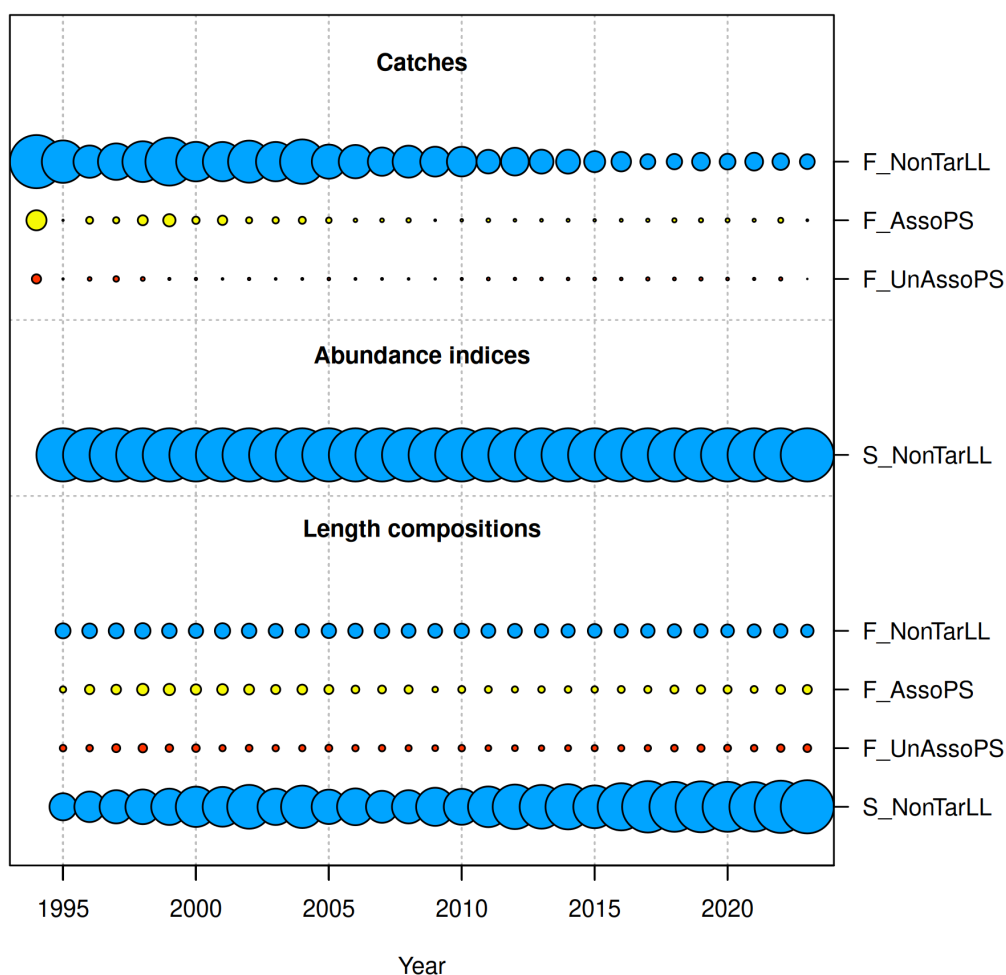 Catches
F_NonTarLL
F_AssoPS
F_UnAssoPS
Abundance indices
S_NonTarLL
Length compositions
F_NonTarLL
F_AssoPS
F_UnAssoPS
S_NonTarLL
1995 2000 2005 2010 2015 2020
Year